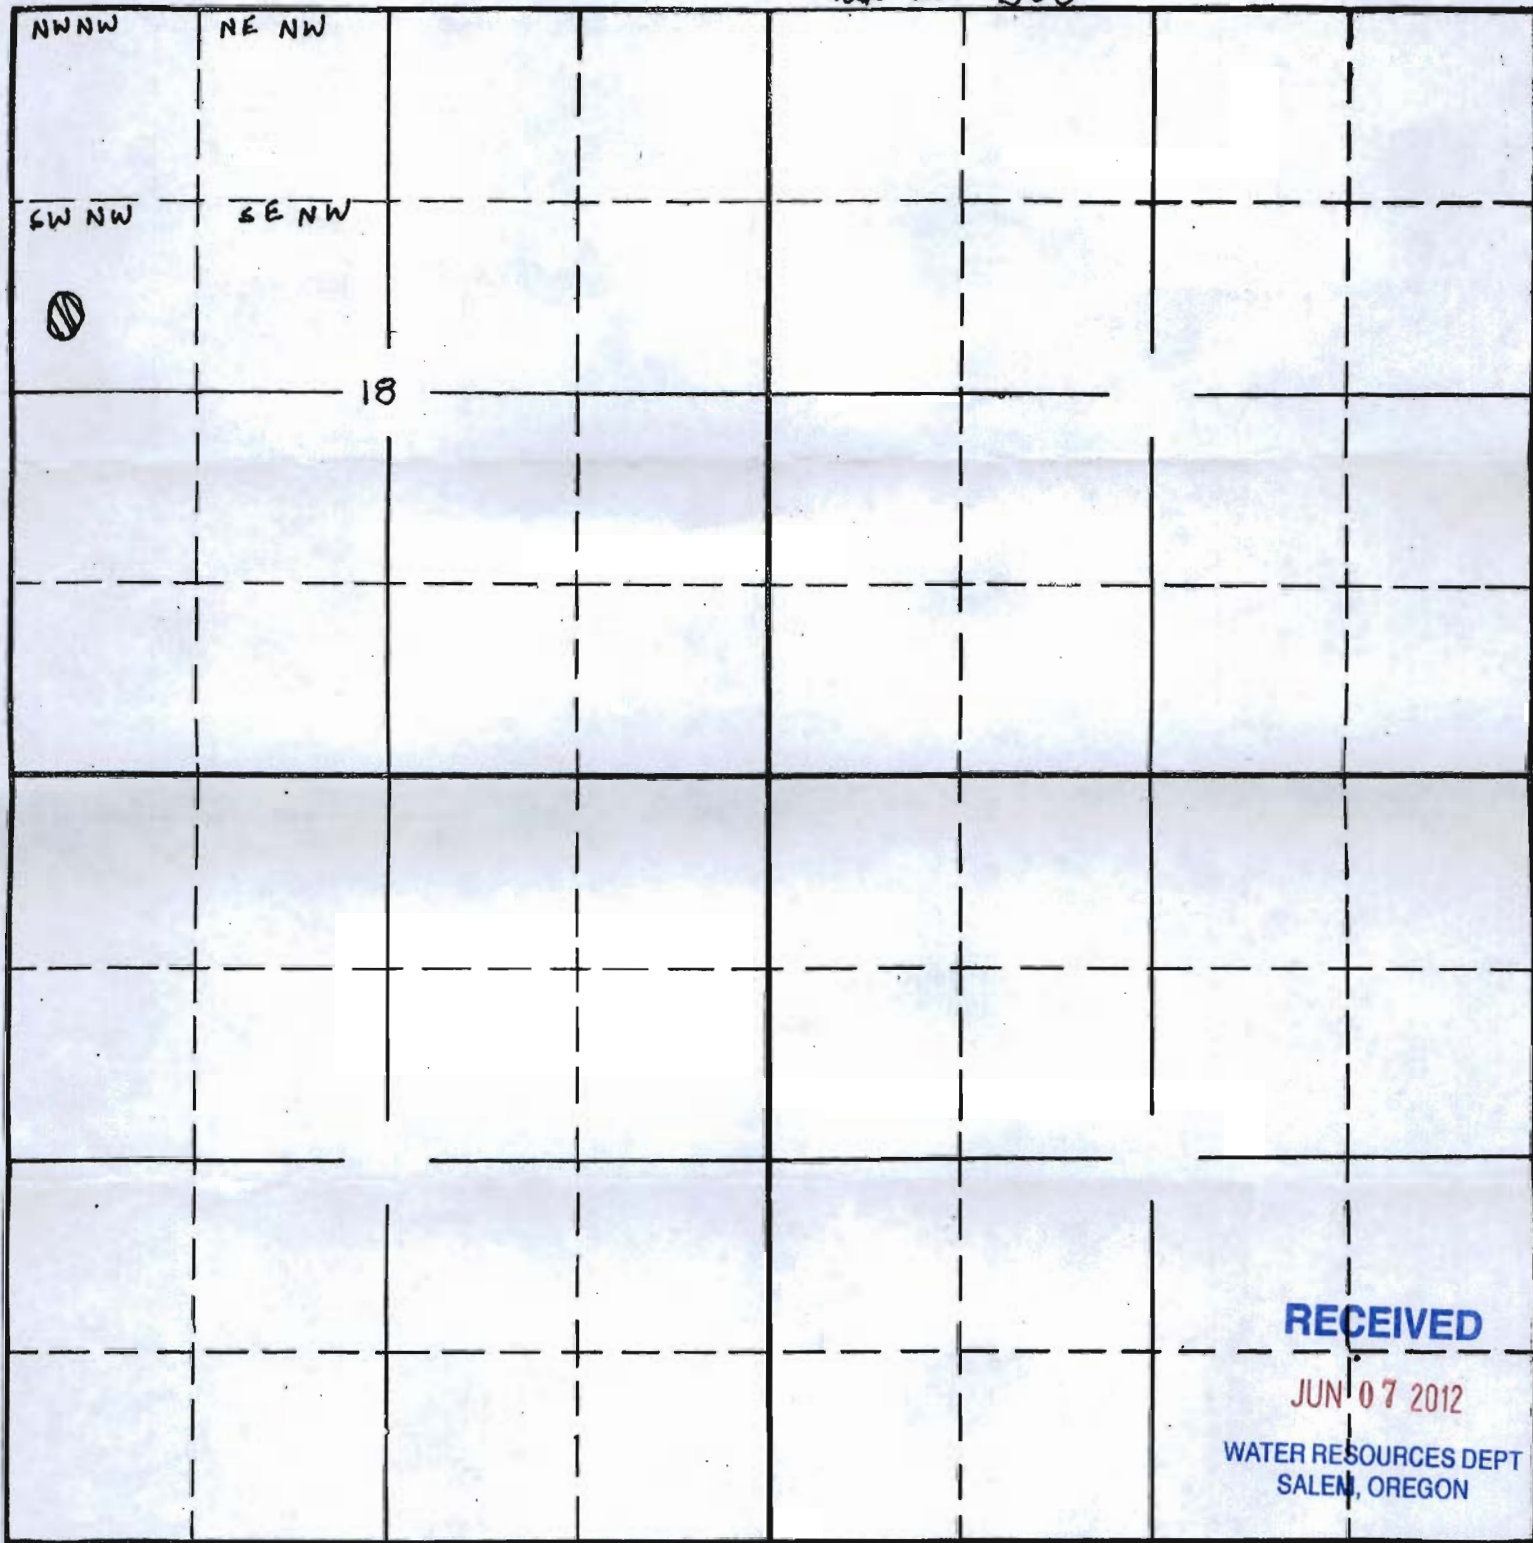 NWNW NE NW
SW NW SE NW
18
RECEIVED
JUN 07 2012
WATER RESOURCES DEPT
SALEM, OREGON